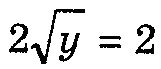 2√y = 2